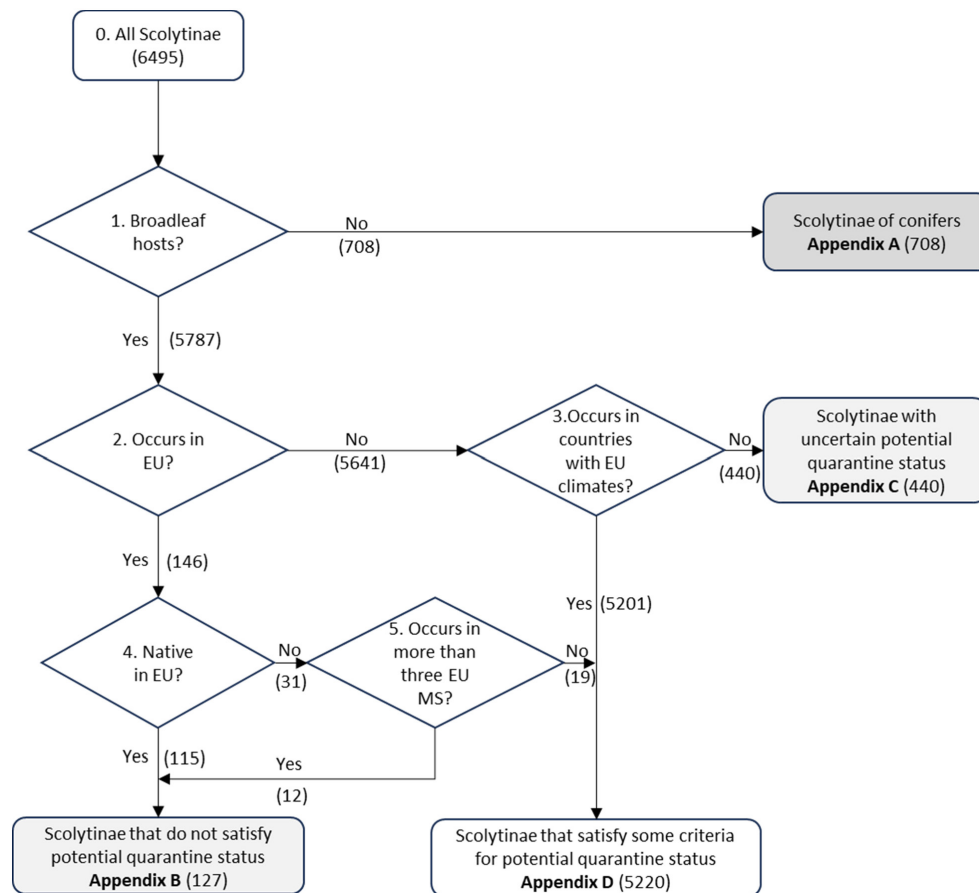 0. All Scolytinae
(6495)
1. Broadleaf
hosts?
No
(708)
Scolytinae of conifers
Appendix A (708)
Yes (5787)
2. Occurs in
EU?
No
(5641)
3.Occurs in
countries
with EU
climates?
No
(440)
Scolytinae with
uncertain potential
quarantine status
Appendix C (440)
Yes (146)
Yes (5201)
4. Native
in EU?
No
(31)
5. Occurs in
more than
three EU
MS?
No
(19)
Yes (115)
Yes
(12)
Scolytinae that do not satisfy
potential quarantine status
Appendix B (127)
Scolytinae that satisfy some criteria
for potential quarantine status
Appendix D (5220)